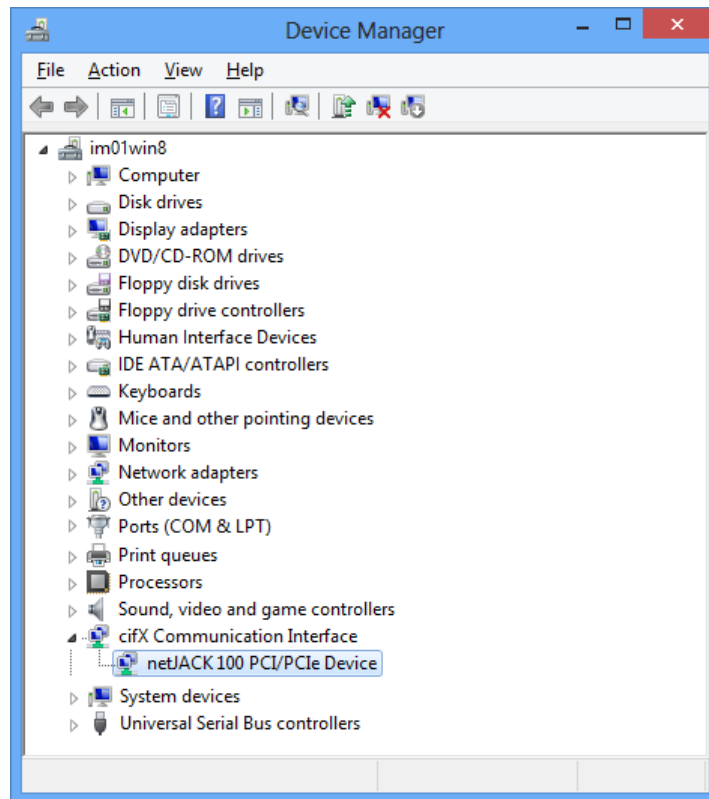 Device Manager
File Action View Help
im01win8
Computer
Disk drives
Display adapters
DVD/CD-ROM drives
Floppy disk drives
Floppy drive controllers
Human Interface Devices
IDE ATA/ATAPI controllers
Keyboards
Mice and other pointing devices
Monitors
Network adapters
Other devices
Ports (COM & LPT)
Print queues
Processors
Sound, video and game controllers
cifX Communication Interface
netJACK 100 PCI/PCIe Device
System devices
Universal Serial Bus controllers